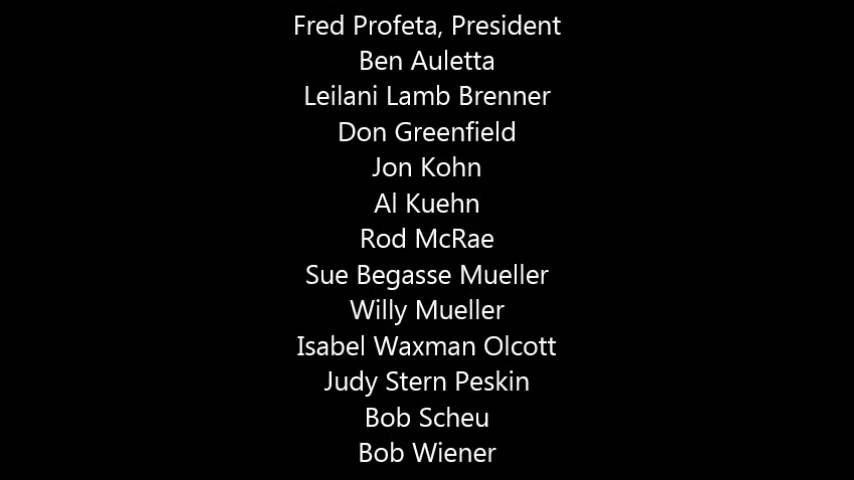 Fred Profeta, President
Ben Auletta
Leilani Lamb Brenner
Don Greenfield
Jon Kohn
Al Kuehn
Rod McRae
Sue Begasse Mueller
Willy Mueller
Isabel Waxman Olcott
Judy Stern Peskin
Bob Scheu
Bob Wiener